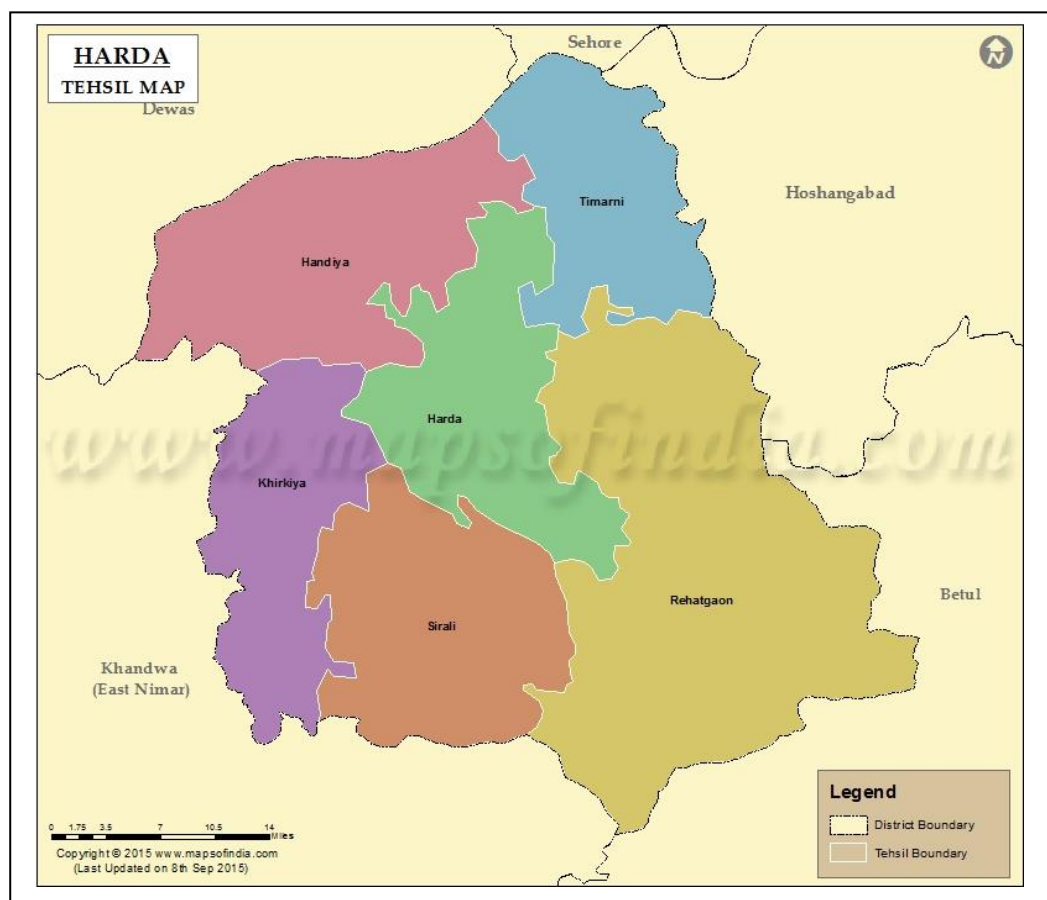 HARDA
TEHSIL MAP
Sehore
N
Dewas
Hoshangabad
Timarni
Handiya
Harda
www.mapsofindia.com
Khirkiya
Rehatgaon
Betul
Sirali
Khandwa
(East Nimar)
Legend
District Boundary
Tehsil Boundary
0 1.75 3.5 7 10.5 14
Miles
Copyright © 2015 www.mapsofindia.com
(Last Updated on 8th Sep 2015)